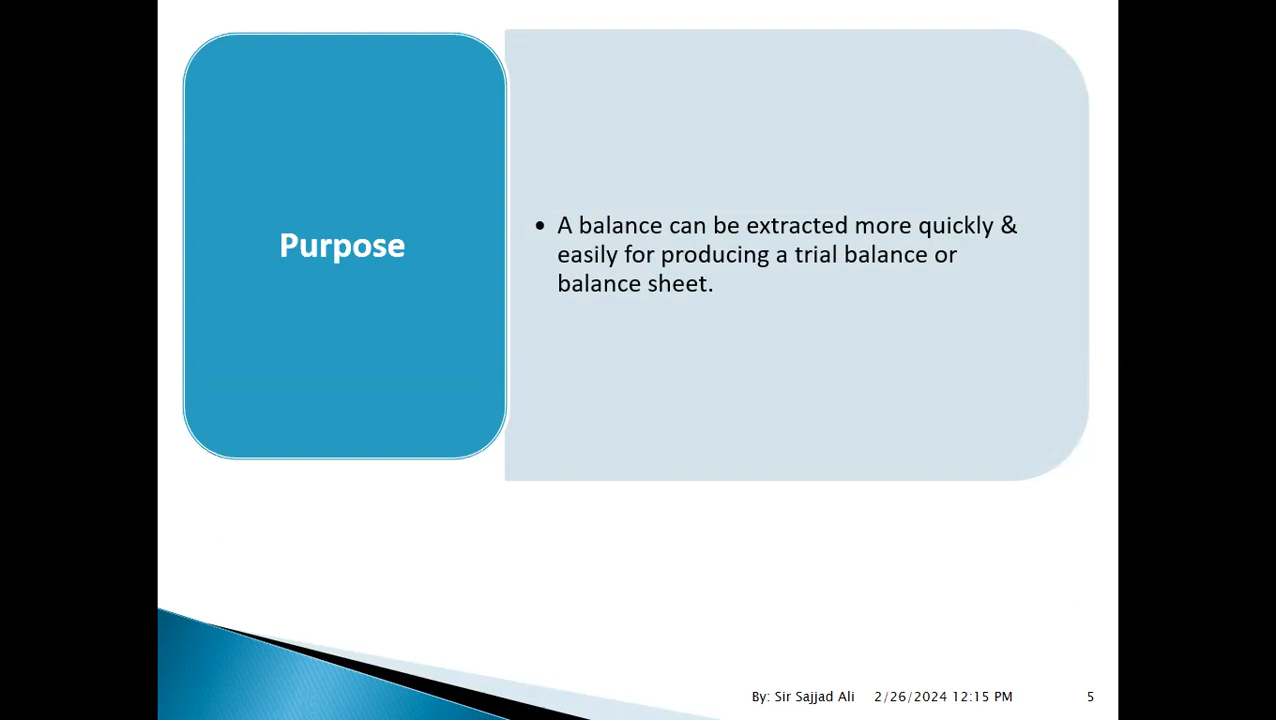 Purpose
• A balance can be extracted more quickly &
easily for producing a trial balance or
balance sheet.
By: Sir Sajjad Ali 2/26/2024 12:15 PM 5